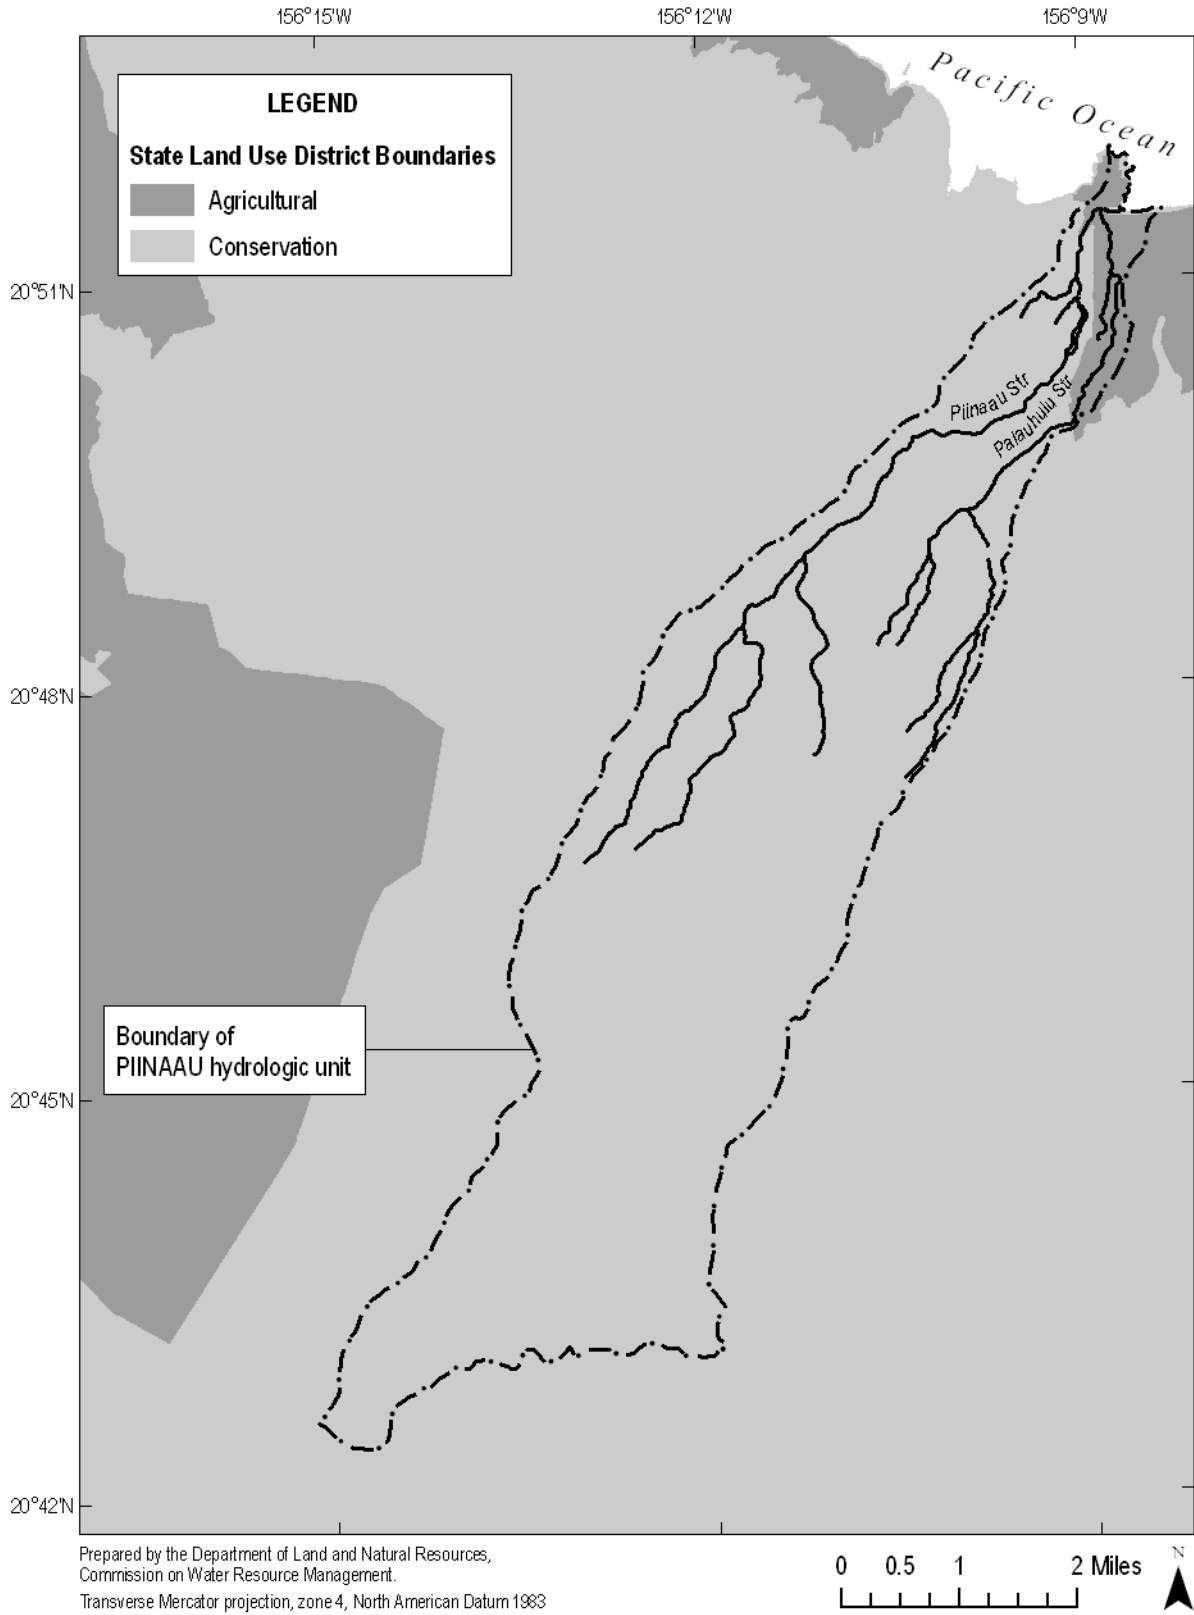 156°15'W 156°12'W 156°9'W
Pacific Ocean
LEGEND
State Land Use District Boundaries
Agricultural
Conservation
20°51'N
Piinaau Str
Palauhulu Str
20°48'N
Boundary of
PIINAAU hydrologic unit
20°45'N
20°42'N
Prepared by the Department of Land and Natural Resources,
Commission on Water Resource Management.
Transverse Mercator projection, zone 4, North American Datum 1983
0 0.5 1 2 Miles
N